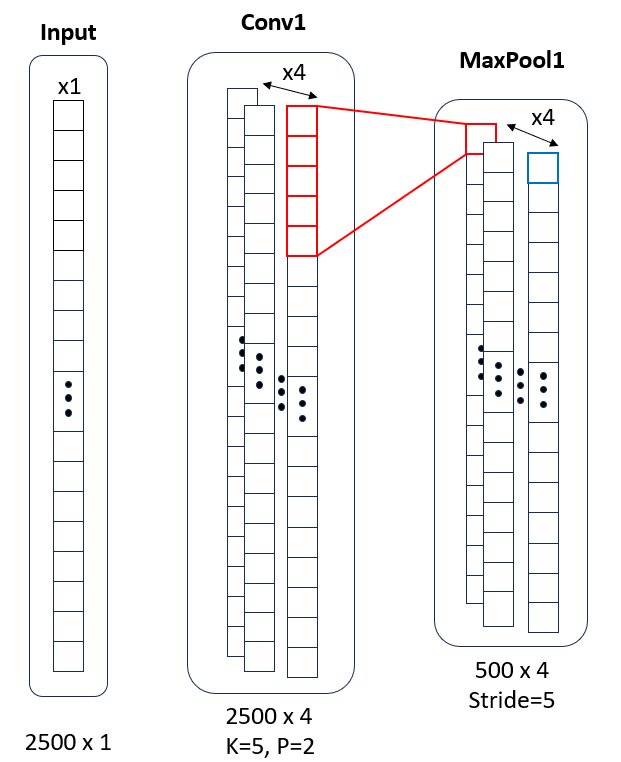 Input
x1
2500 x 1
Conv1
x4
2500 x 4
K=5, P=2
MaxPool1
x4
500 x 4
Stride=5